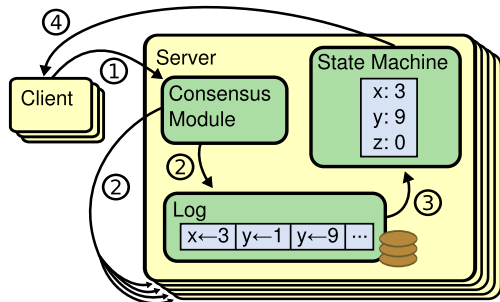 ④
①
Server
State Machine
Client
Consensus
Module
x: 3
y: 9
z: 0
②
②
③
Log
x←3 y←1 y←9 ···